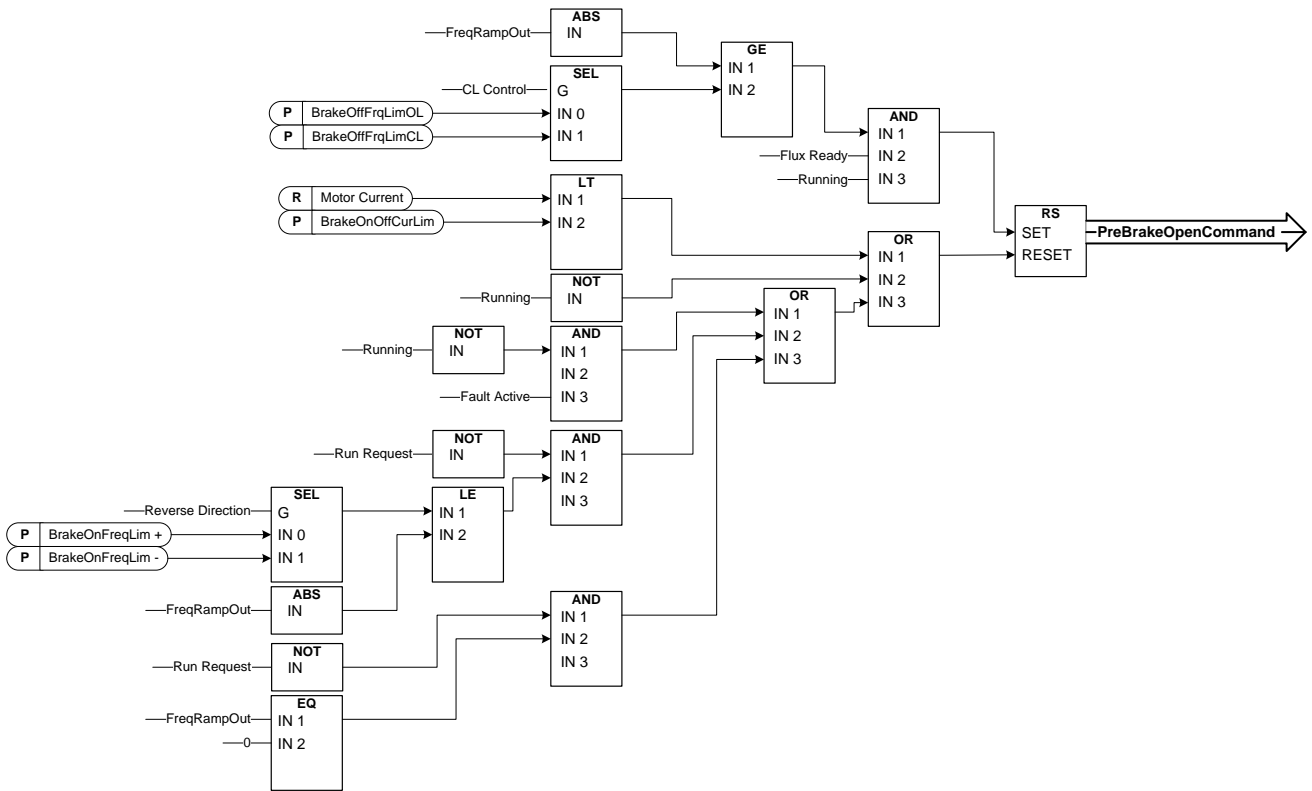 ABS
FreqRampOut
IN
GE
IN 1
IN 2
SEL
CL Control
G
P BrakeOffFrqLimOL
IN 0
P BrakeOffFrqLimCL
IN 1
AND
IN 1
Flux Ready
IN 2
Running
IN 3
LT
R Motor Current
IN 1
P BrakeOnOffCurLim
IN 2
RS
SET
PreBrakeOpenCommand
RESET
OR
IN 1
IN 2
IN 3
NOT
Running
IN
OR
IN 1
IN 2
IN 3
NOT
Running
IN
AND
IN 1
IN 2
Fault Active
IN 3
NOT
Run Request
IN
AND
IN 1
IN 2
IN 3
SEL
Reverse Direction
G
P BrakeOnFreqLim +
IN 0
P BrakeOnFreqLim -
IN 1
LE
IN 1
IN 2
ABS
FreqRampOut
IN
AND
IN 1
IN 2
IN 3
NOT
Run Request
IN
EQ
FreqRampOut
IN 1
0
IN 2